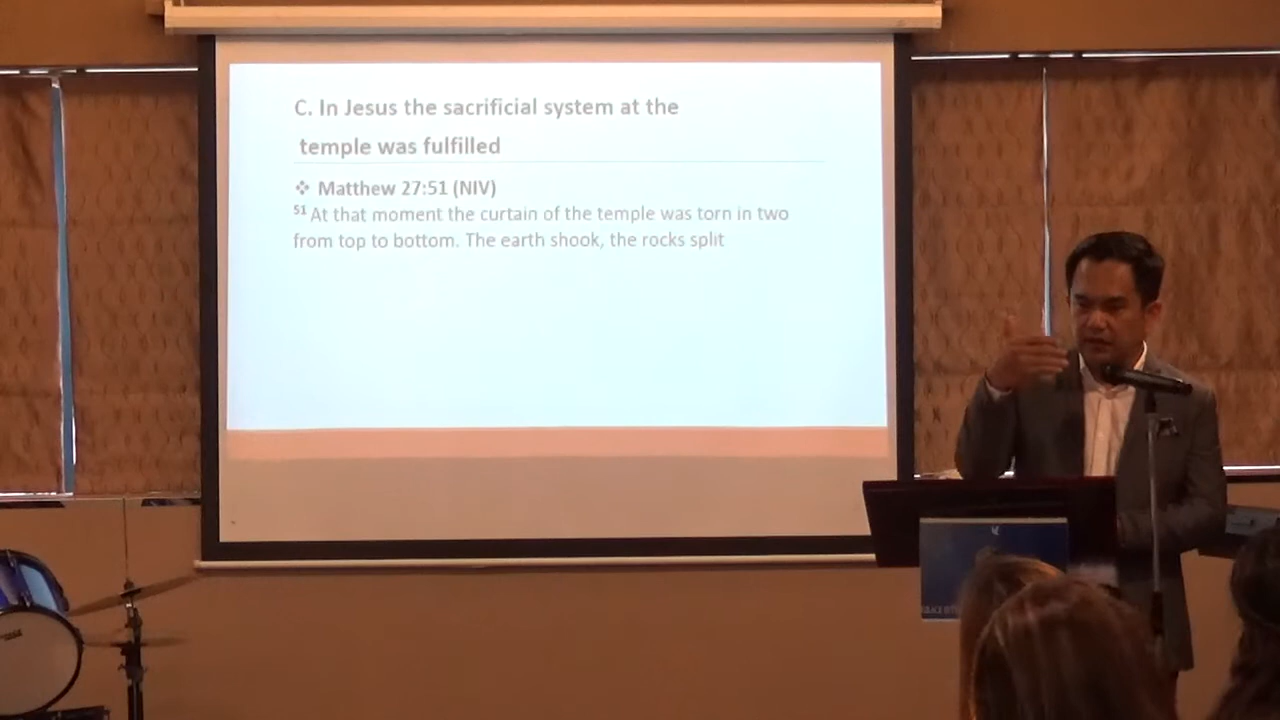 C. In Jesus the sacrificial system at the
temple was fulfilled
❖ Matthew 27:51 (NIV)
51 At that moment the curtain of the temple was torn in two
from top to bottom. The earth shook, the rocks split